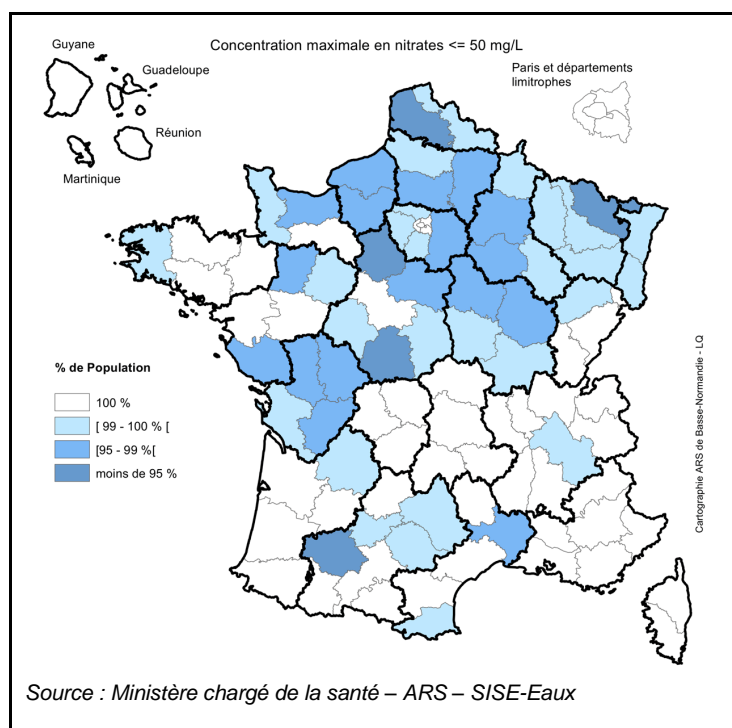 Concentration maximale en nitrates <= 50 mg/L
Guyane
Guadeloupe
Réunion
Martinique
Paris et départements
limitrophes
% de Population
100 %
[ 99 - 100 % [
[95 - 99 %[
moins de 95 %
Cartographie ARS de Basse-Normandie - LQ
Source : Ministère chargé de la santé – ARS – SISE-Eaux